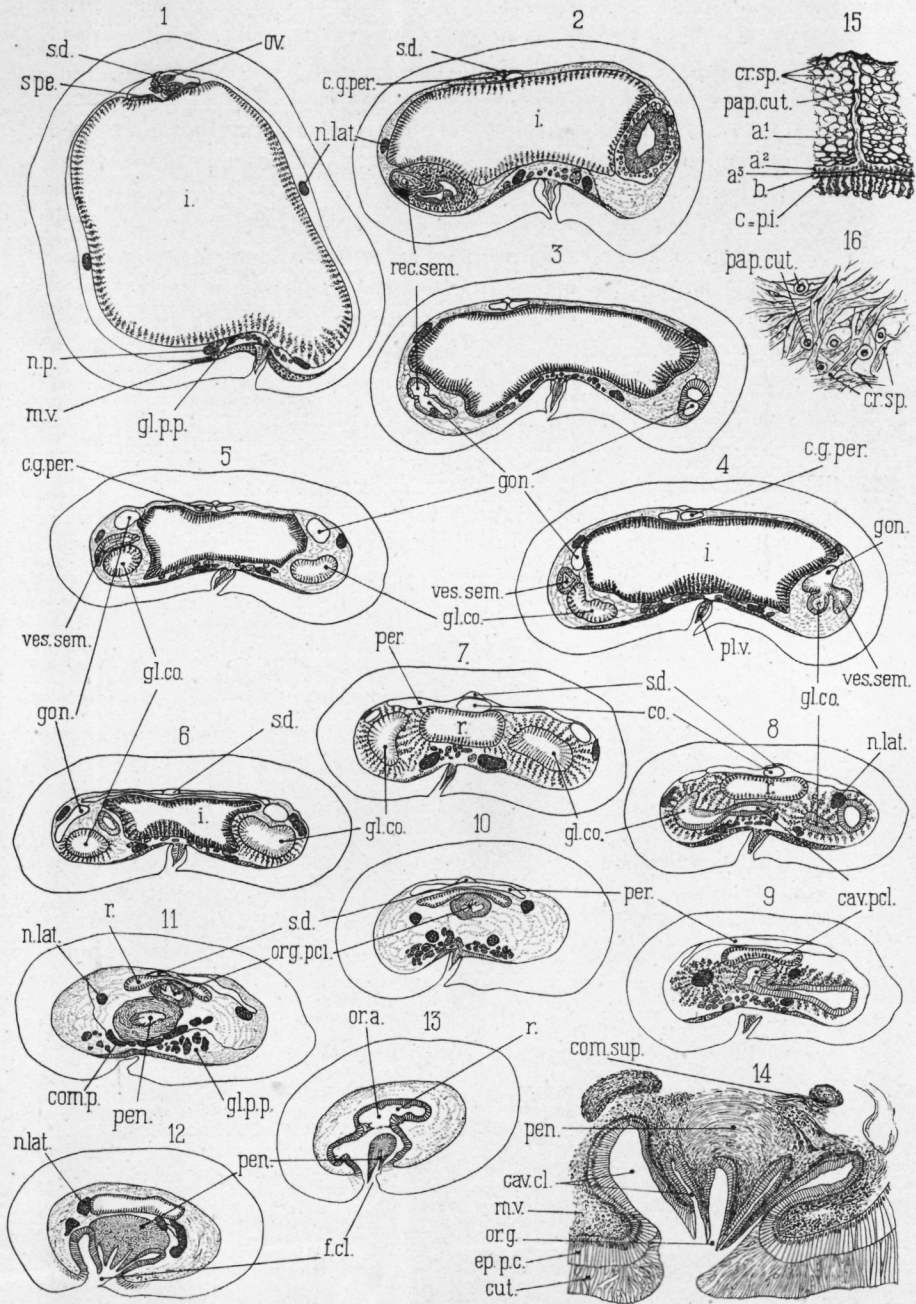 1
s.d.
ov.
spe.
n.lat.
i.
n.p.
m.v.
gl.p.p.
2
s.d.
c.g.per.
i.
rec.sem.
15
cr.sp.
pap.cut.
a¹
a²
a³
b.
c=p.i.
16
pap.cut.
cr.sp.
3
gon.
5
c.g.per.
ves.sem.
gl.co.
gon.
gl.co.
4
c.g.per.
gon.
i.
ves.sem.
gl.co.
pl.v.
gl.co.
ves.sem.
6
s.d.
i.
gl.co.
7.
per.
s.d.
co.
r.
gl.co.
8
n.lat.
r.
cav.pcl.
9
per.
10
s.d.
org.pcl.
11
r.
n.lat.
com.p.
pen.
gl.p.p.
12
n.lat.
pen.
f.cl.
13
or.a.
r.
14
com.sup.
pen.
cav.cl.
m.v.
or.g.
ep.p.c.
cut.